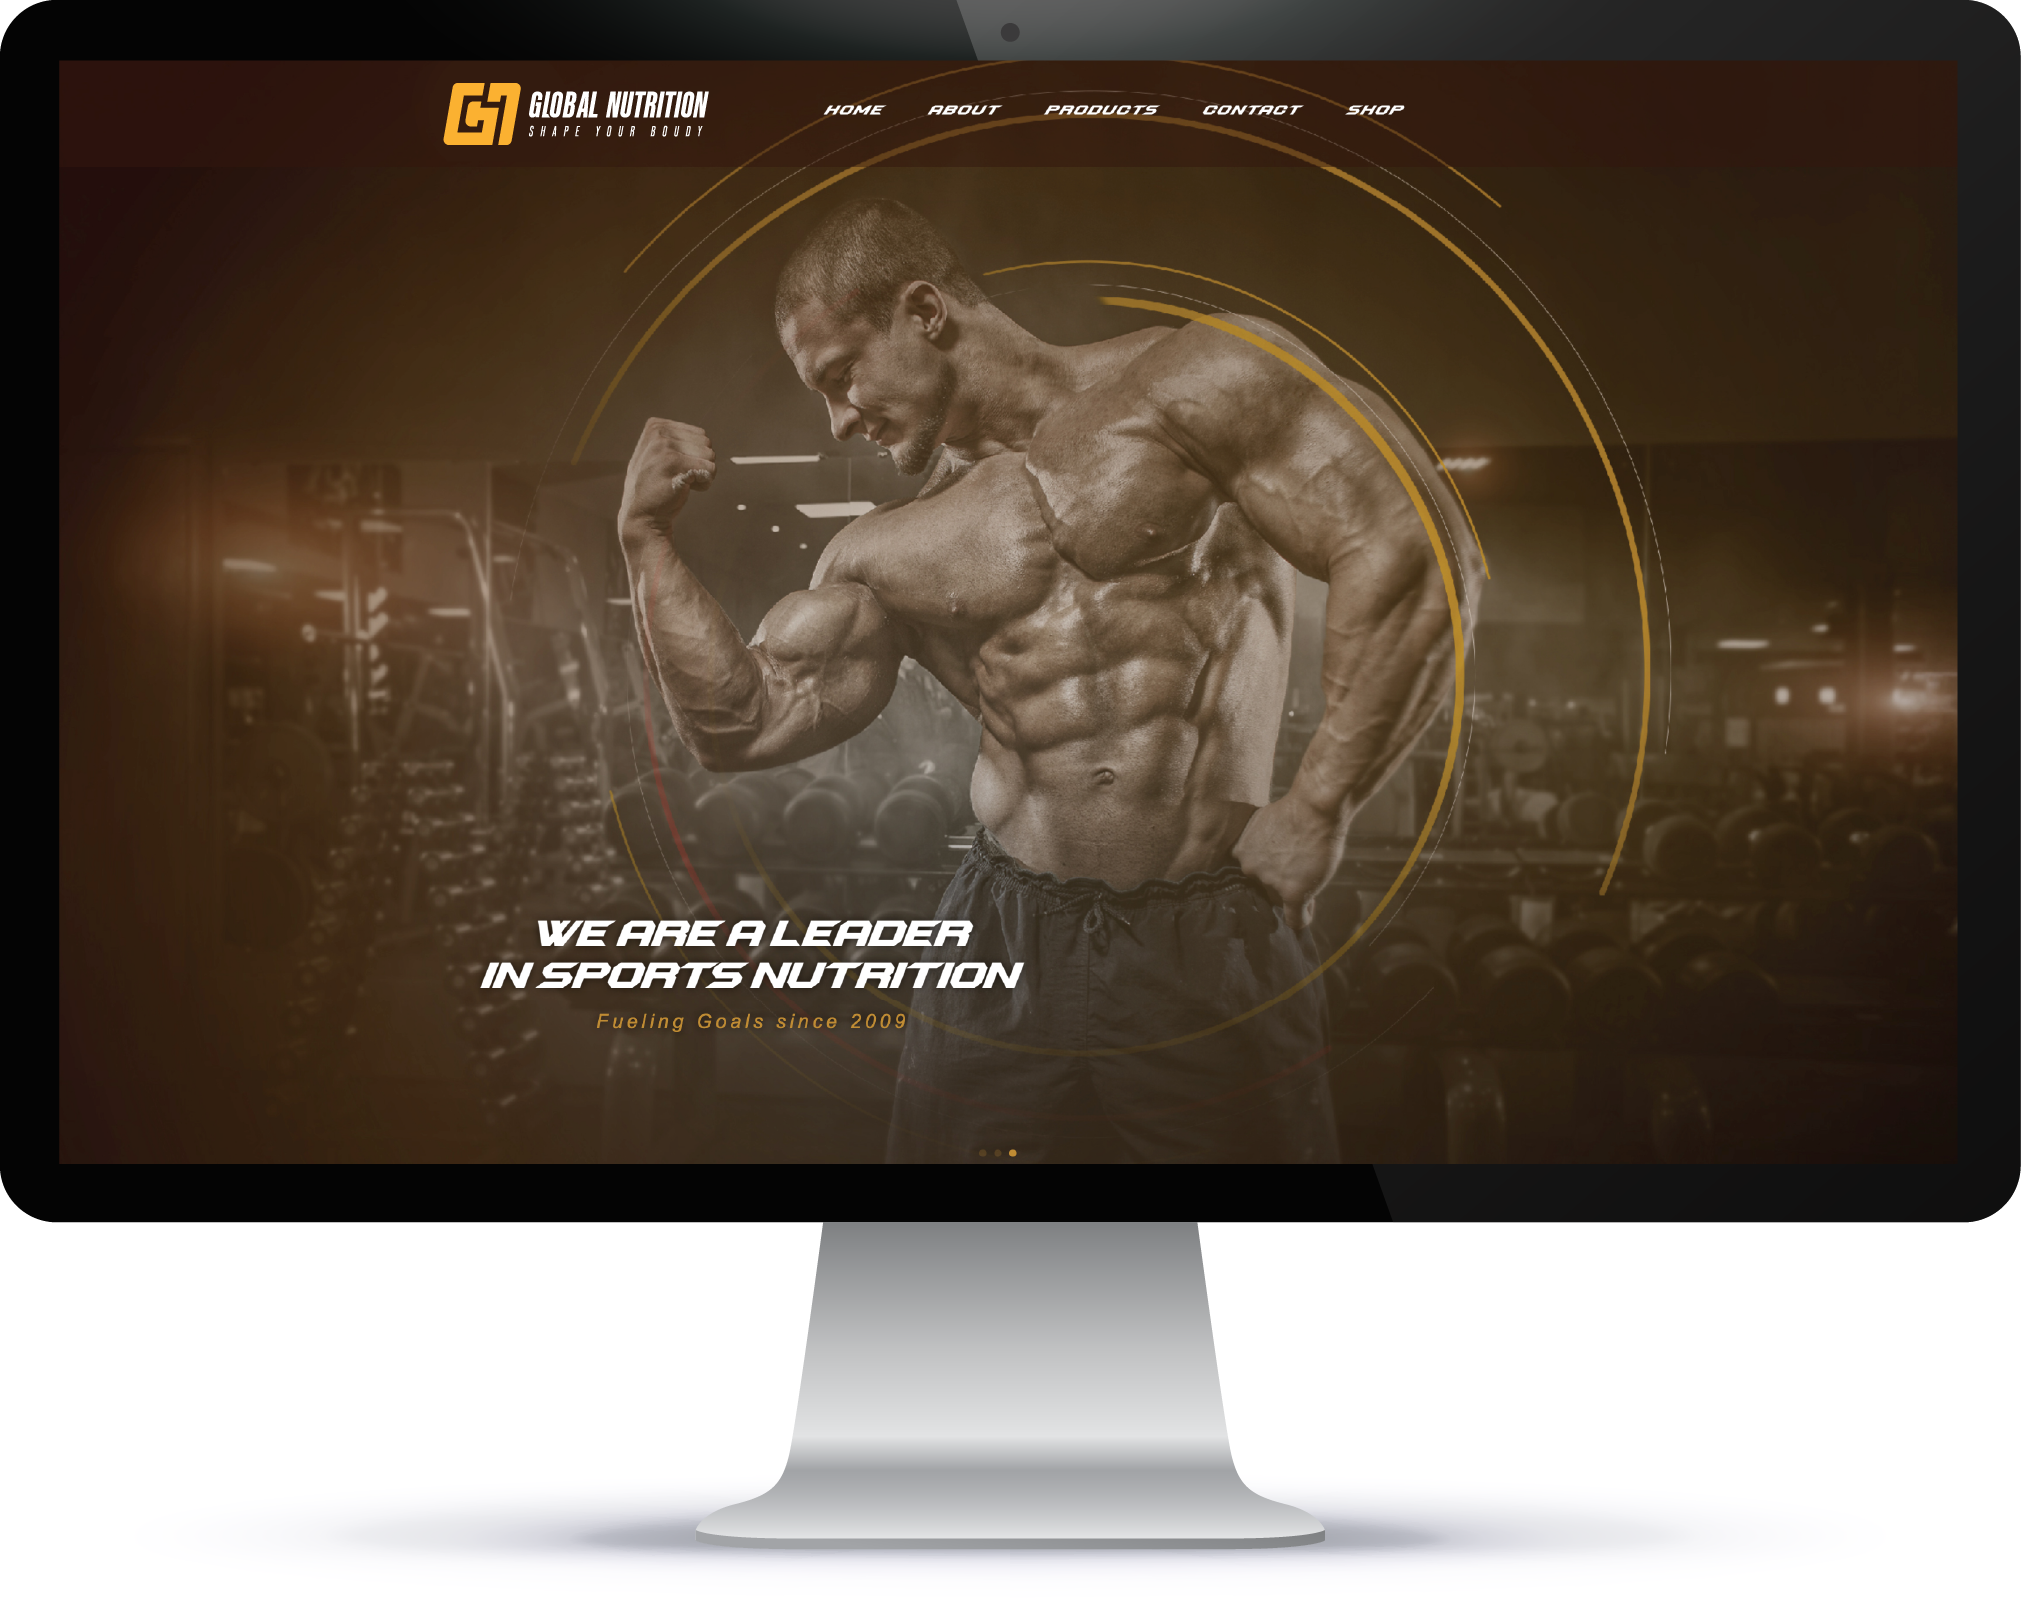 GLOBAL NUTRITION
SHAPE YOUR BOUDY
HOME ABOUT PRODUCTS CONTACT SHOP
WE ARE A LEADER
IN SPORTS NUTRITION
Fueling Goals since 2009